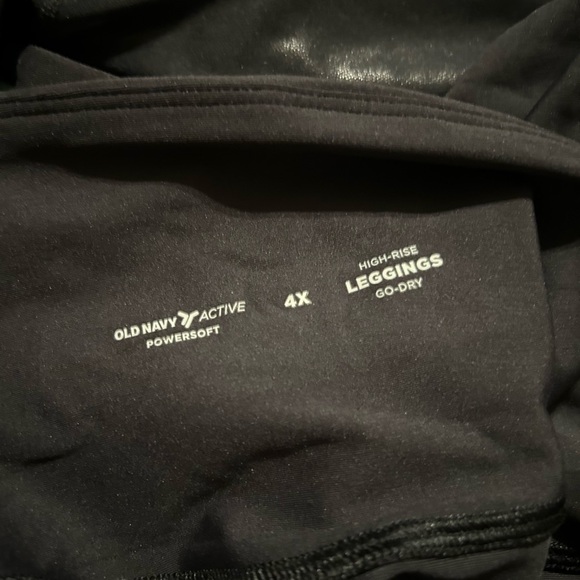 OLD NAVY ACTIVE
POWERSOFT
4X
HIGH-RISE
LEGGINGS
GO-DRY